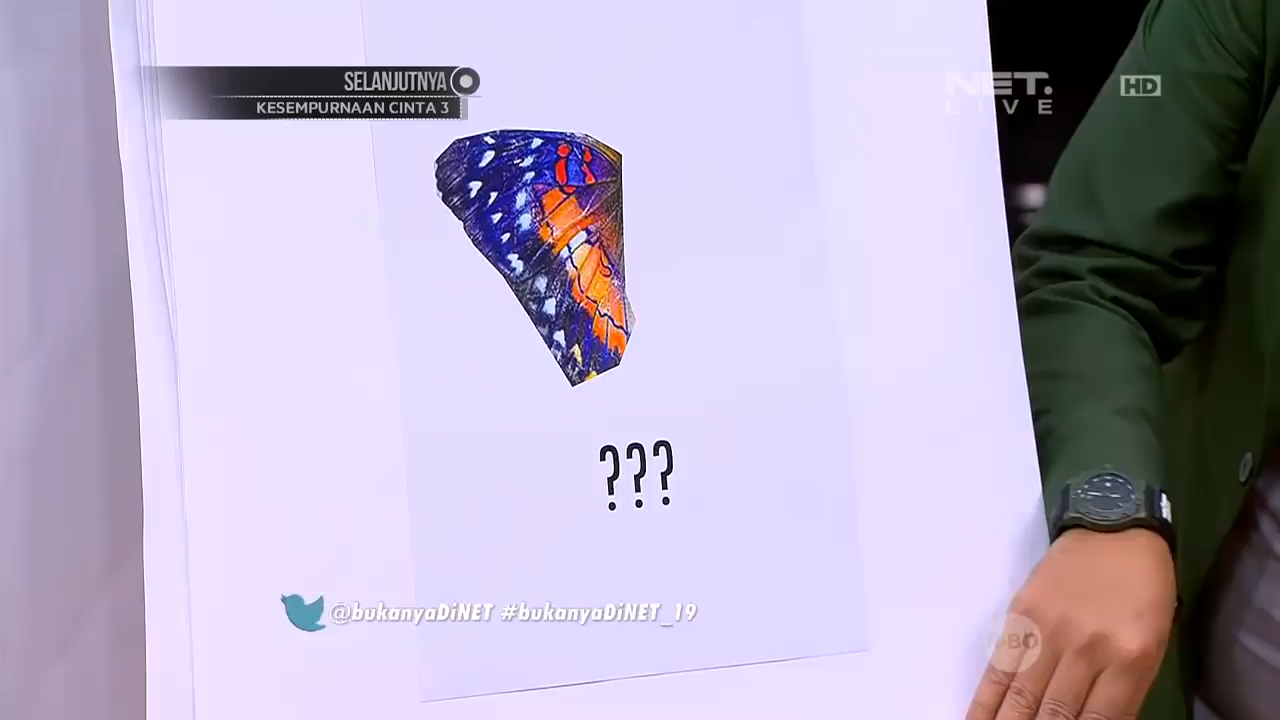 SELANJUTNYA
KESEMPURNAAN CINTA 3
NET.
LIVE
HD
???
@bukanyaDiNET #bukanyaDiNET_19